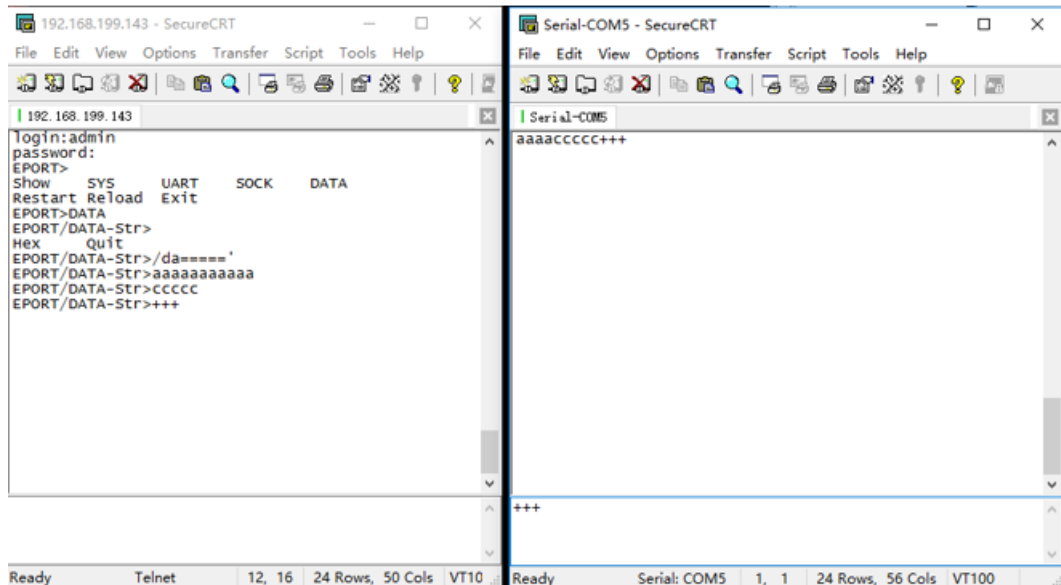 192.168.199.143 - SecureCRT
File Edit View Options Transfer Script Tools Help
192.168.199.143
login:admin
password:
EPORT>
Show SYS UART SOCK DATA
Restart Reload Exit
EPORT>DATA
EPORT/DATA-Str>
Hex Quit
EPORT/DATA-Str>/da====='
EPORT/DATA-Str>aaaaaaaaaaa
EPORT/DATA-Str>ccccc
EPORT/DATA-Str>+++
Ready Telnet 12, 16 24 Rows, 50 Cols VT10
Serial-COM5 - SecureCRT
File Edit View Options Transfer Script Tools Help
Serial-COM5
aaaaccccc+++
+++
Ready Serial: COM5 1, 1 24 Rows, 56 Cols VT100